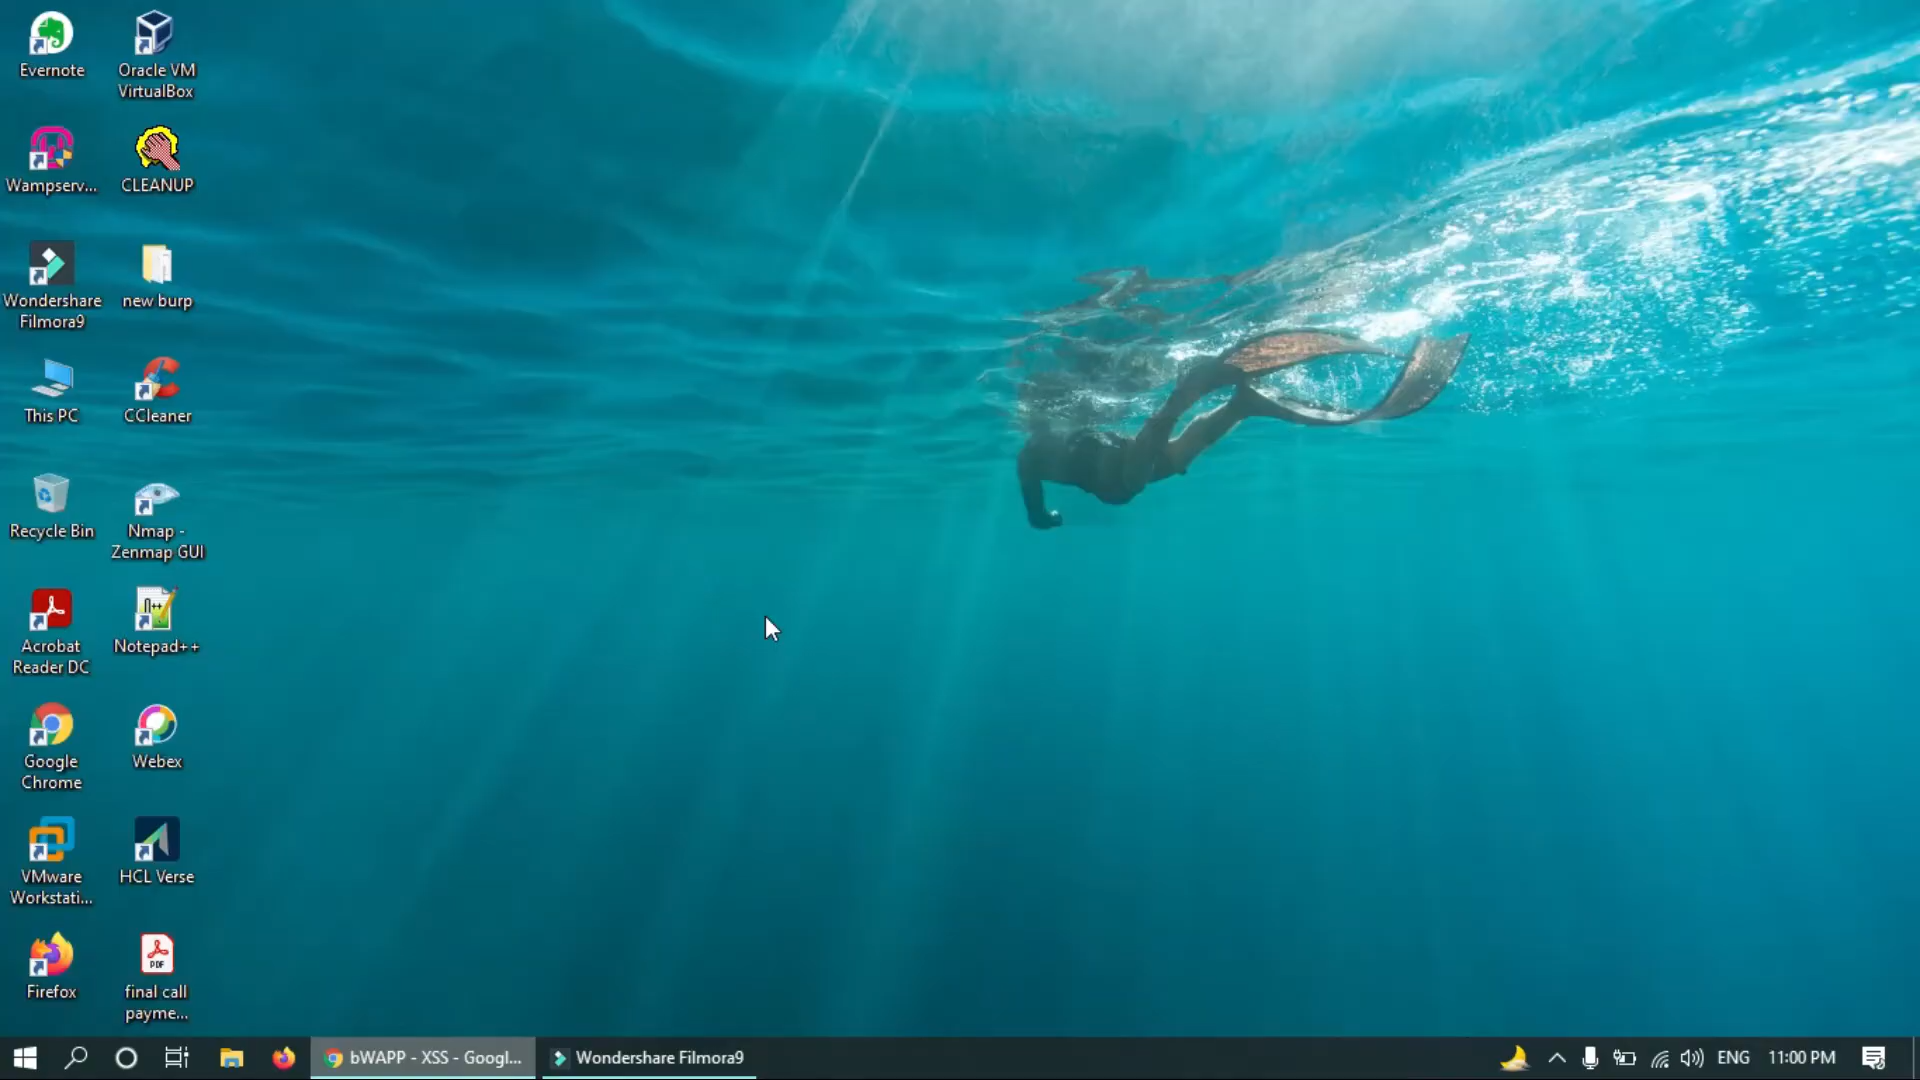 Evernote
Oracle VM
VirtualBox
Wampserv...
CLEANUP
Wondershare
Filmora9
new burp
This PC
CCleaner
Recycle Bin
Nmap -
Zenmap GUI
Acrobat
Reader DC
n++
Notepad++
Google
Chrome
Webex
VMware
Workstati...
HCL Verse
Firefox
PDF
final call
payme...
bWAPP - XSS - Googl...
Wondershare Filmora9
ENG
11:00 PM